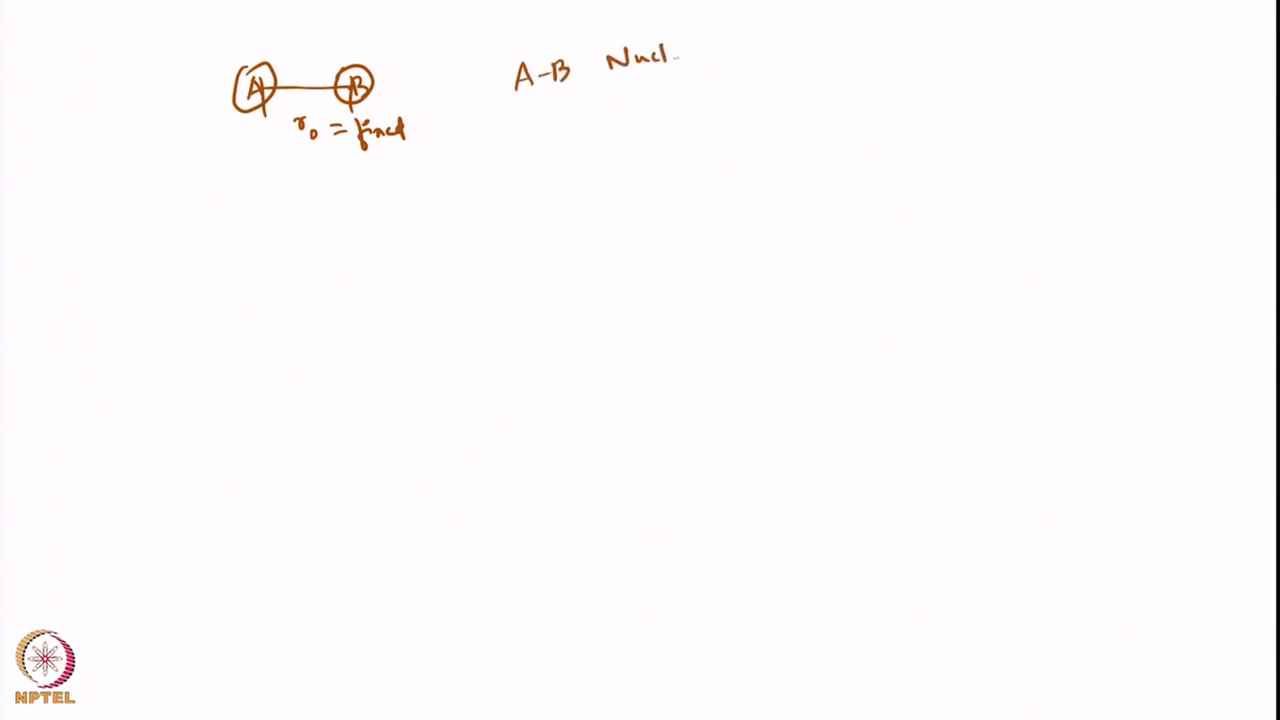 A B
r₀ = fixed
A-B Nucl..
NPTEL